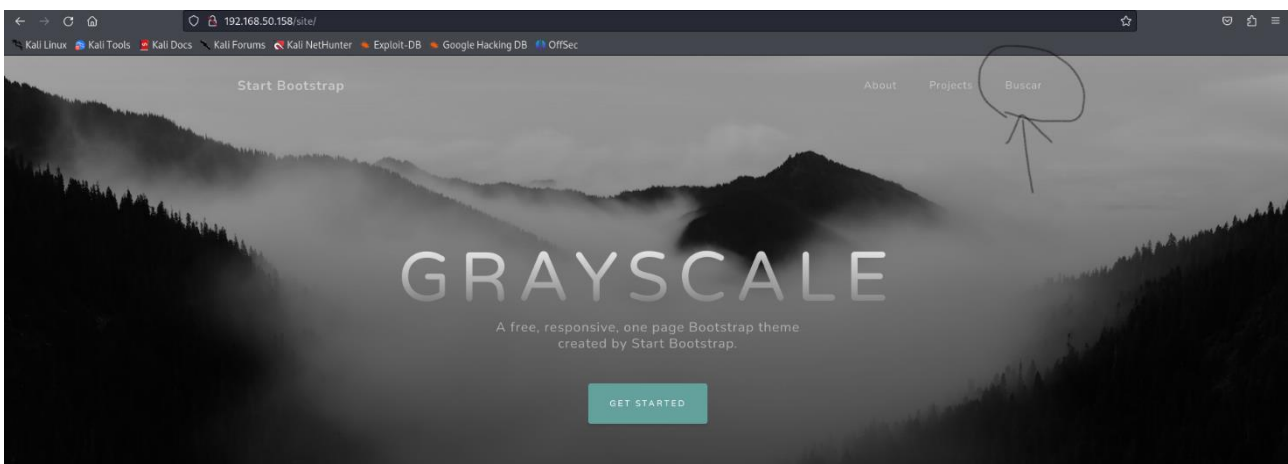 192.168.50.158/site/
Kali Linux Kali Tools Kali Docs Kali Forums Kali NetHunter Exploit-DB Google Hacking DB OffSec
Start Bootstrap About Projects Buscar
GRAYSCALE
A free, responsive, one page Bootstrap theme
created by Start Bootstrap.
GET STARTED